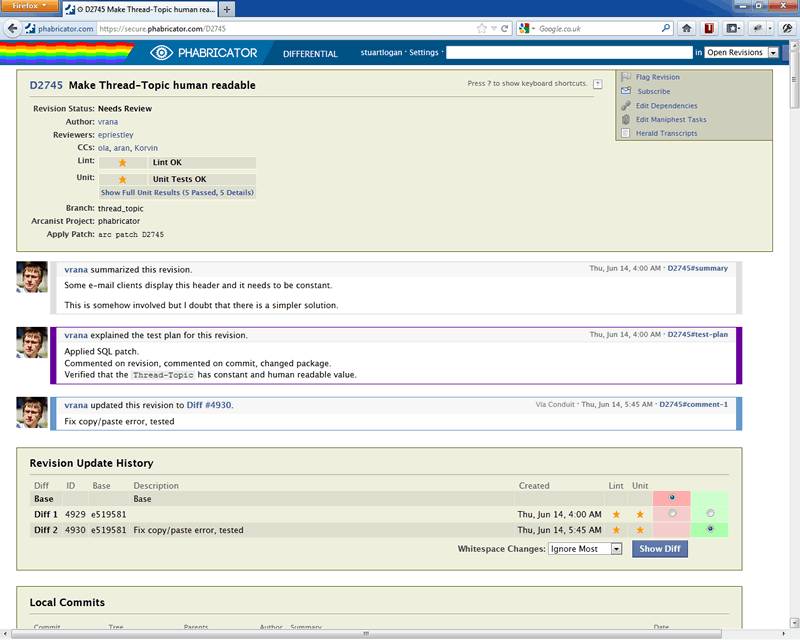 Firefox
D2745 Make Thread-Topic human rea...
phabricator.com https://secure.phabricator.com/D2745
Google.co.uk
PHABRICATOR DIFFERENTIAL stuartlogan · Settings · in Open Revisions
D2745 Make Thread-Topic human readable
Press ? to show keyboard shortcuts. ↑
Flag Revision
Subscribe
Edit Dependencies
Edit Maniphest Tasks
Herald Transcripts
Revision Status: Needs Review
Author: vrana
Reviewers: epriestley
CCs: ola, aran, Korvin
Lint: ★ Lint OK
Unit: ★ Unit Tests OK
Show Full Unit Results (5 Passed, 5 Details)
Branch: thread_topic
Arcanist Project: phabricator
Apply Patch: arc patch D2745
vrana summarized this revision. Thu, Jun 14, 4:00 AM · D2745#summary
Some e-mail clients display this header and it needs to be constant.
This is somehow involved but I doubt that there is a simpler solution.
vrana explained the test plan for this revision. Thu, Jun 14, 4:00 AM · D2745#test-plan
Applied SQL patch.
Commented on revision, commented on commit, changed package.
Verified that the Thread-Topic has constant and human readable value.
vrana updated this revision to Diff #4930. Via Conduit · Thu, Jun 14, 5:45 AM · D2745#comment-1
Fix copy/paste error, tested
Revision Update History
Diff ID Base Description Created Lint Unit
Base Base
Diff 1 4929 e519581 Thu, Jun 14, 4:00 AM ★ ★
Diff 2 4930 e519581 Fix copy/paste error, tested Thu, Jun 14, 5:45 AM ★ ★
Whitespace Changes: Ignore Most Show Diff
Local Commits
Commit Tree Parents Author Summary Date